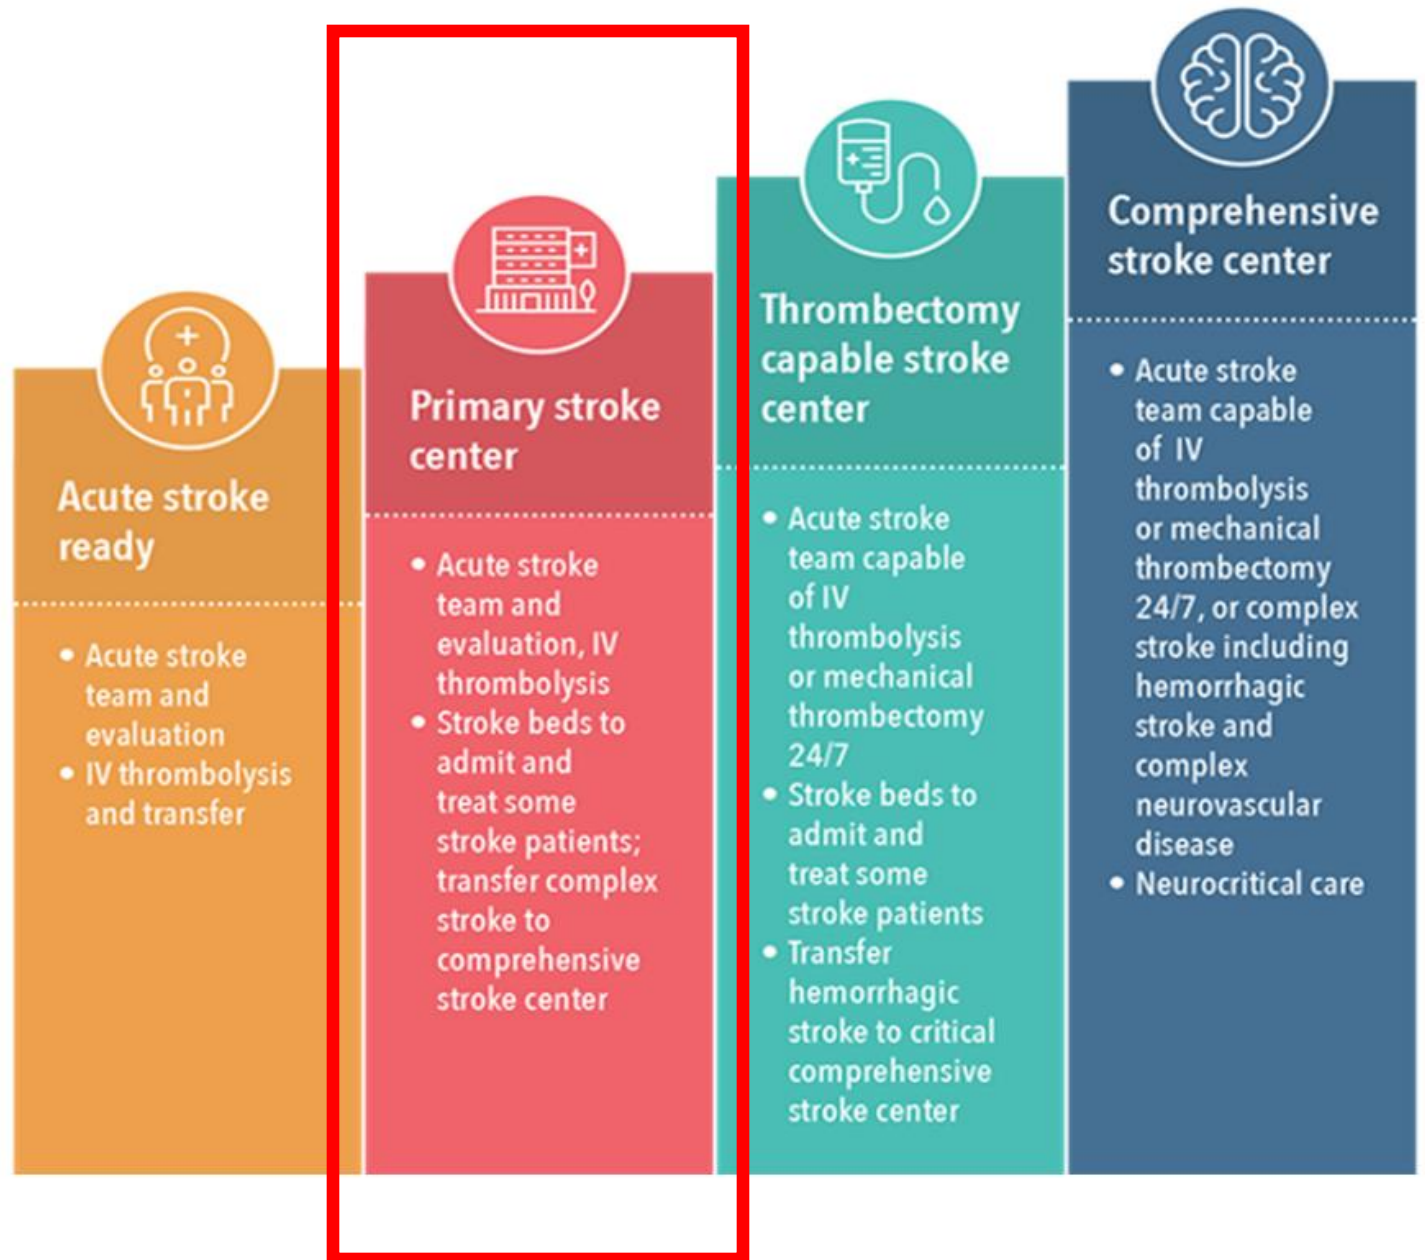 Acute stroke
ready
• Acute stroke
team and
evaluation
• IV thrombolysis
and transfer
Primary stroke
center
• Acute stroke
team and
evaluation, IV
thrombolysis
• Stroke beds to
admit and
treat some
stroke patients;
transfer complex
stroke to
comprehensive
stroke center
Thrombectomy
capable stroke
center
• Acute stroke
team capable
of IV
thrombolysis
or mechanical
thrombectomy
24/7
• Stroke beds to
admit and
treat some
stroke patients
• Transfer
hemorrhagic
stroke to critical
comprehensive
stroke center
Comprehensive
stroke center
• Acute stroke
team capable
of IV
thrombolysis
or mechanical
thrombectomy
24/7, or complex
stroke including
hemorrhagic
stroke and
complex
neurovascular
disease
• Neurocritical care